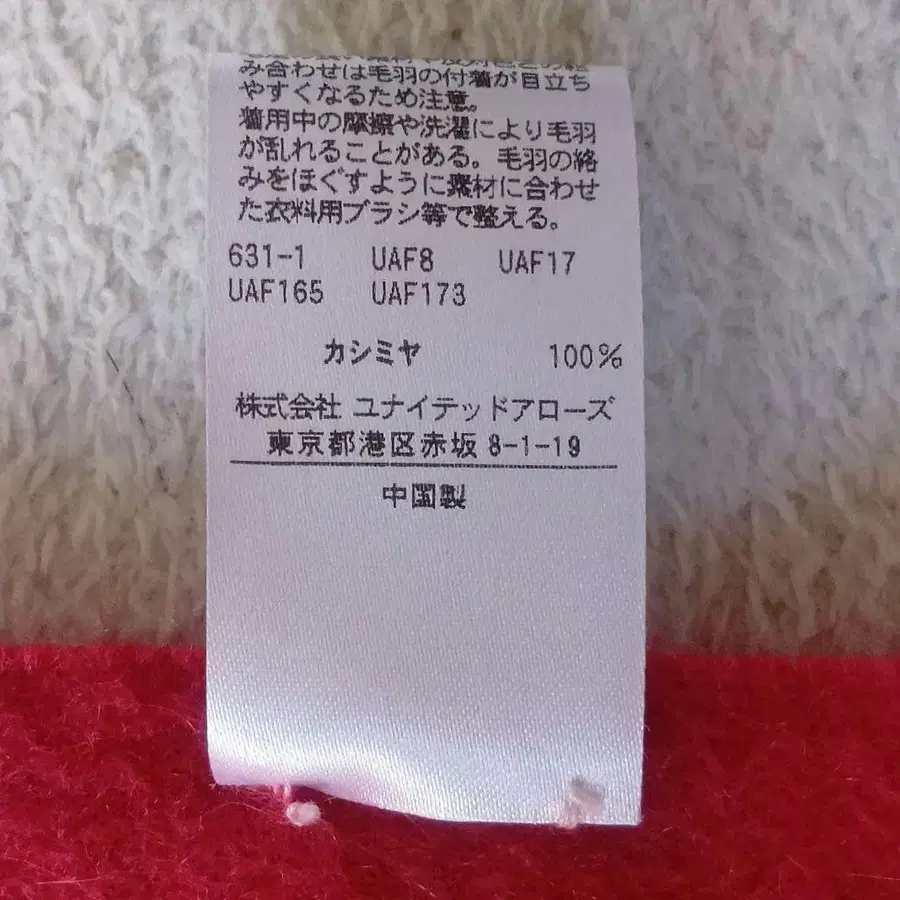 み合わせは毛羽の付着が目立ち
やすくなるため注意。
着用中の摩擦や洗濯により毛羽
が乱れることがある。毛羽の絡
みをほぐすように素材に合わせ
た衣料用ブラシ等で整える。
631-1 UAF8 UAF17
UAF165 UAF173
カシミヤ 100%
株式会社 ユナイテッドアローズ
東京都港区赤坂 8-1-19
中国製